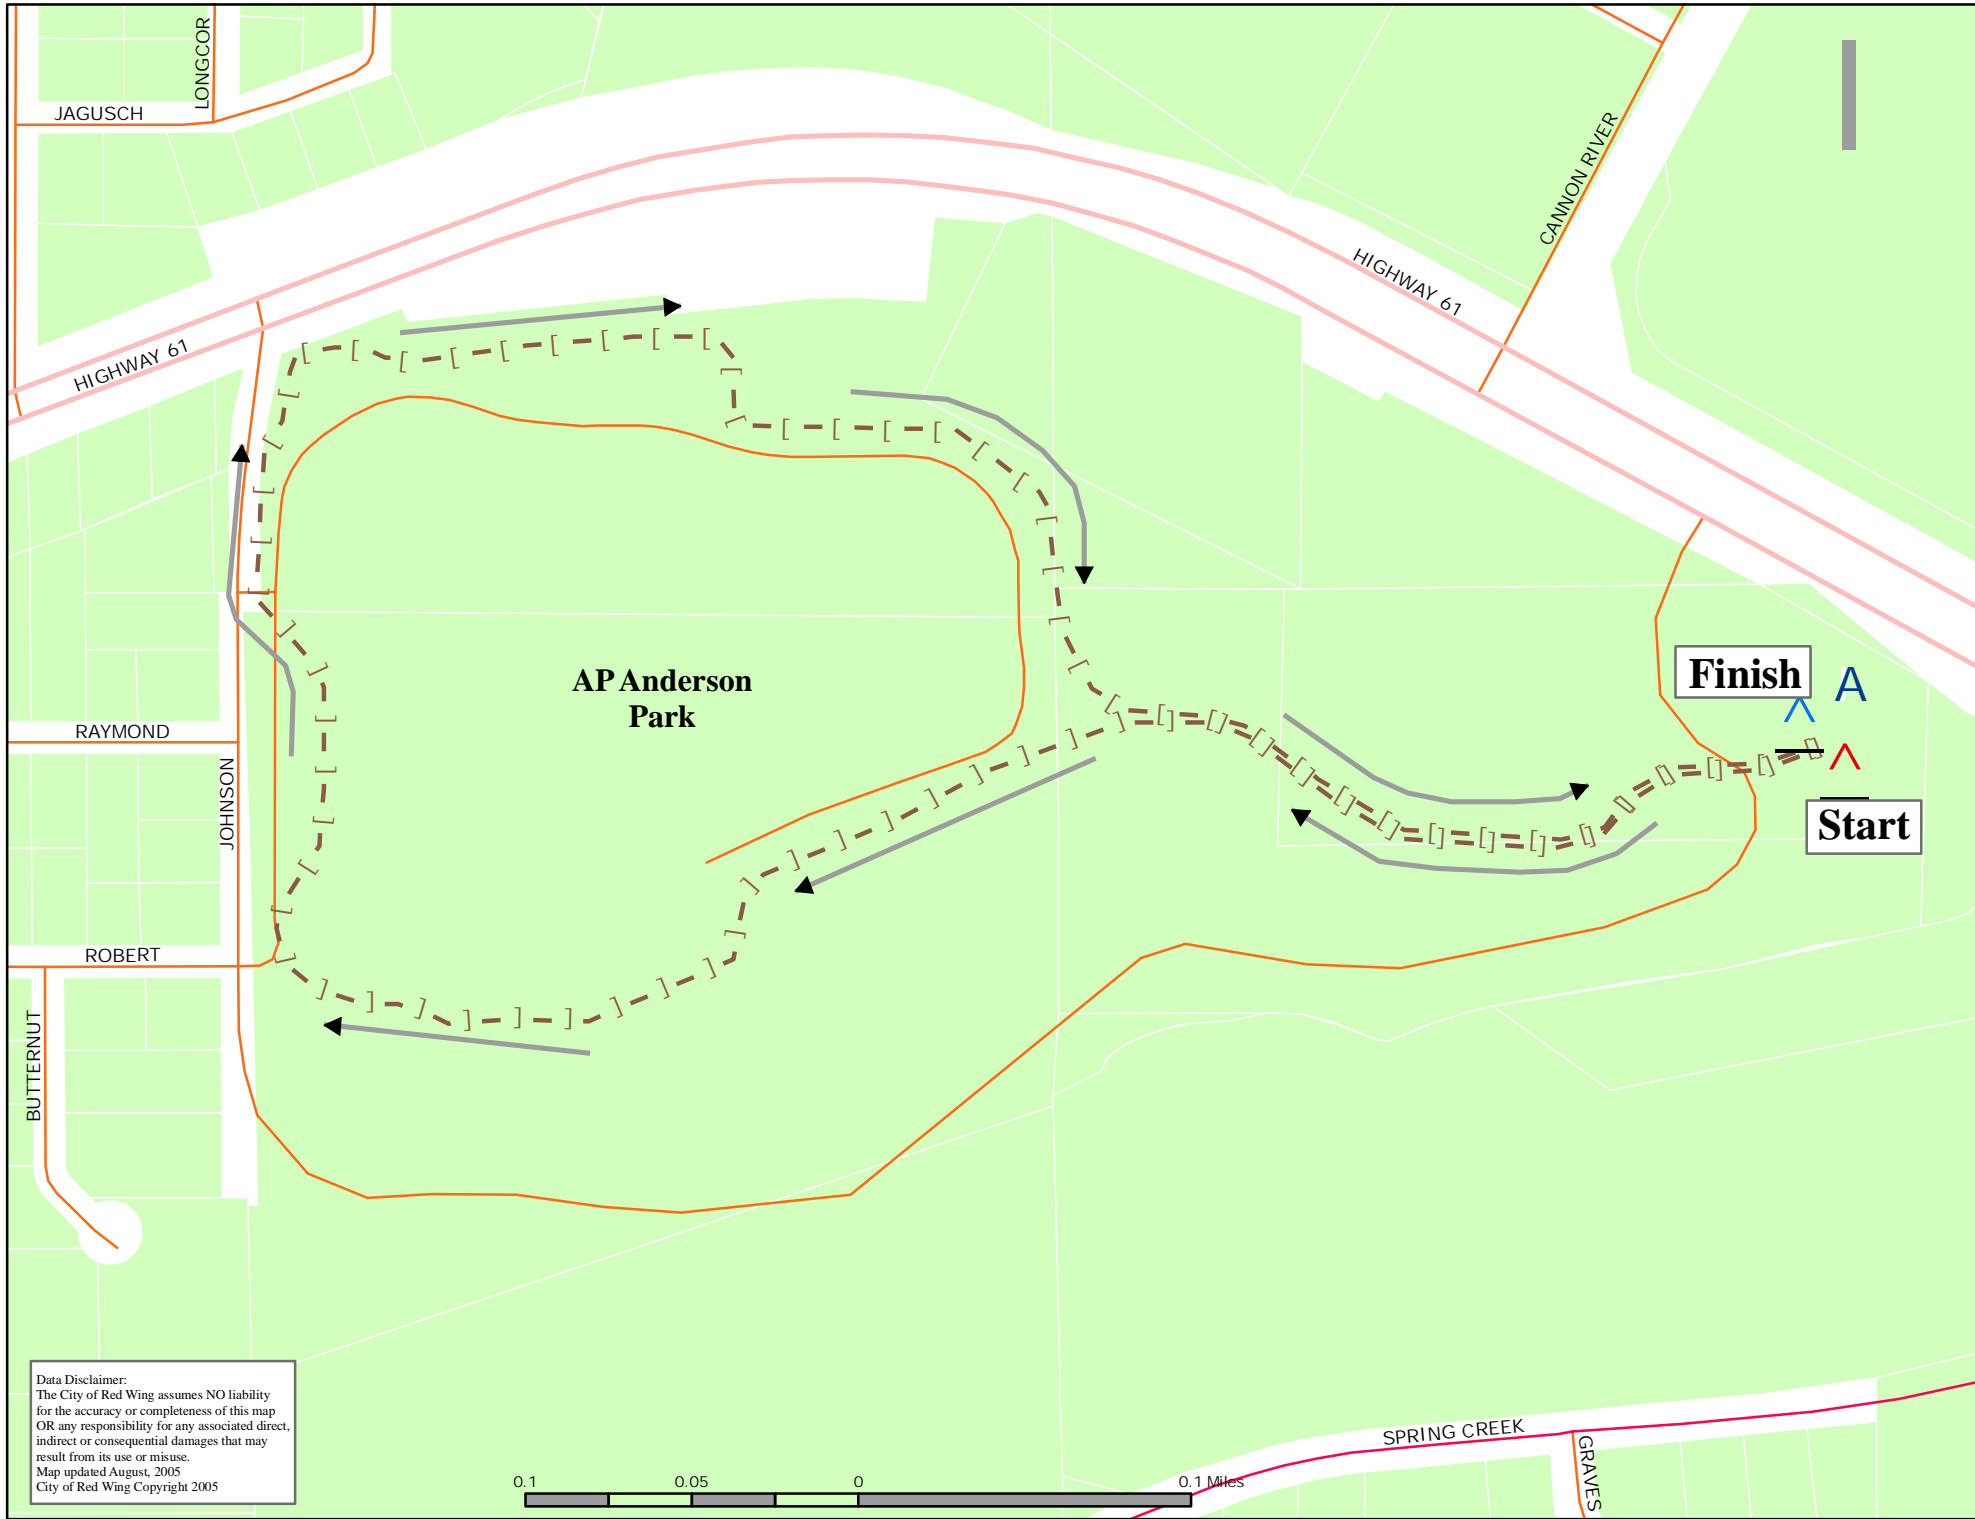 LONGCOR
JAGUSCH
CANNON RIVER
HIGHWAY 61
HIGHWAY 61
AP Anderson
Park
Finish
A
Start
RAYMOND
JOHNSON
ROBERT
BUTTERNUT
Data Disclaimer:
The City of Red Wing assumes NO liability
for the accuracy or completeness of this map
OR any responsibility for any associated direct,
indirect or consequential damages that may
result from its use or misuse.
Map updated August, 2005
City of Red Wing Copyright 2005
0.1 0.05 0 0.1 Miles
SPRING CREEK
GRAVES